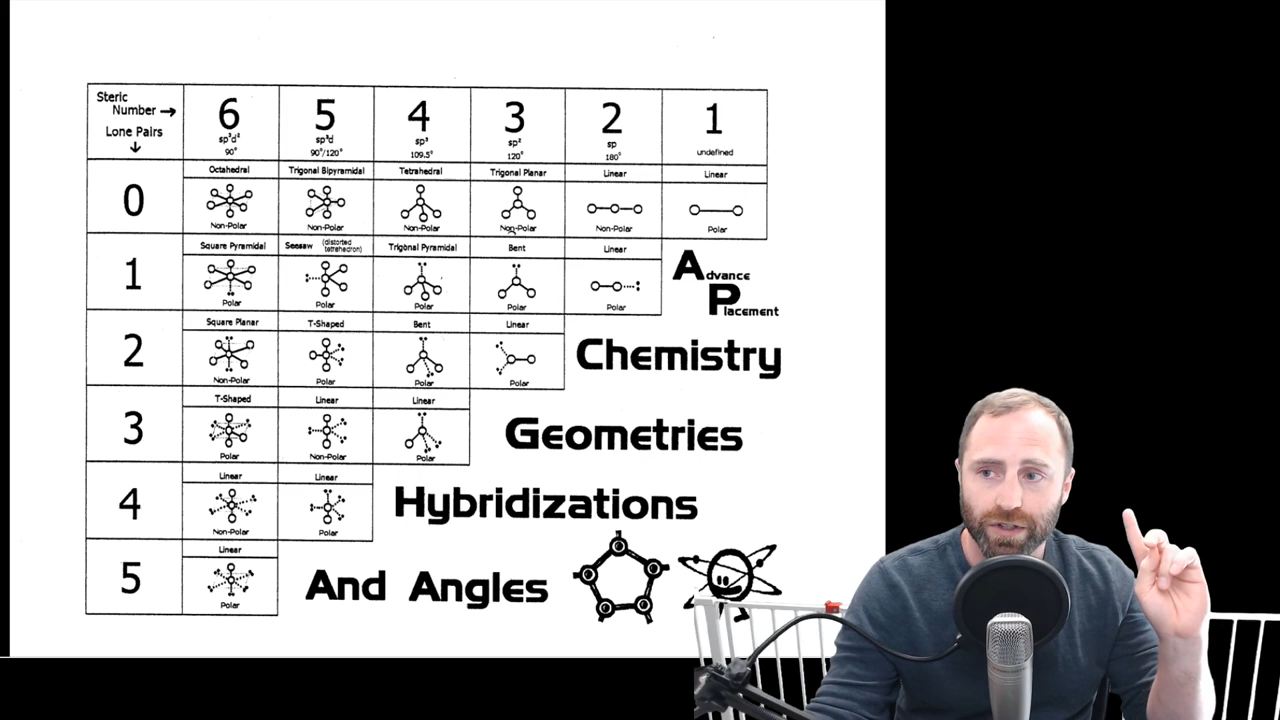 Steric
Number →
Lone Pairs
↓
6
sp³d²
90°
5
sp³d
90°/120°
4
sp³
109.5°
3
sp²
120°
2
sp
180°
1
undefined
0
Octahedral
Non-Polar
Trigonal Bipyramidal
Non-Polar
Tetrahedral
Non-Polar
Trigonal Planar
Non-Polar
Linear
Non-Polar
Linear
Polar
1
Square Pyramidal
Polar
Seesaw (distorted
tetrahedron)
Polar
Trigonal Pyramidal
Polar
Bent
Polar
Linear
Polar
2
Square Planar
Non-Polar
T-Shaped
Polar
Bent
Polar
Linear
Polar
3
T-Shaped
Polar
Linear
Non-Polar
Linear
Polar
4
Linear
Non-Polar
Linear
Polar
5
Linear
Polar
Advance
Placement
Chemistry
Geometries
Hybridizations
And Angles